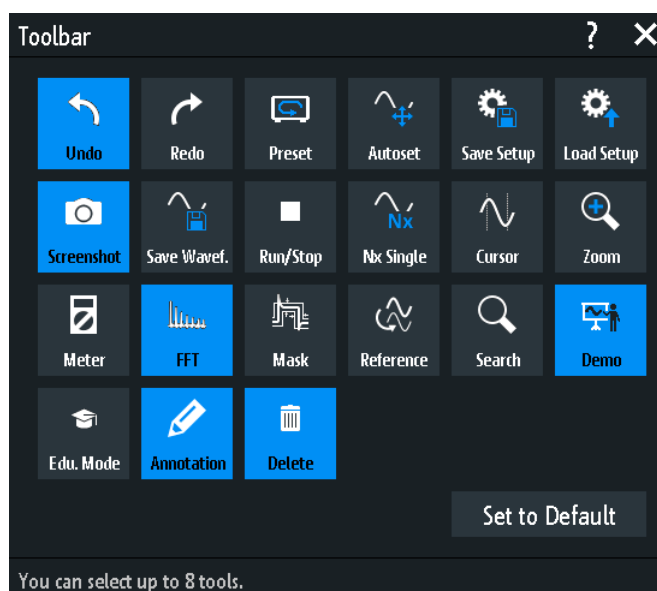 Toolbar ? X
Undo Redo Preset Autoset Save Setup Load Setup
Screenshot Save Wavef. Run/Stop Nx Single Cursor Zoom
Meter FFT Mask Reference Search Demo
Edu. Mode Annotation Delete
Set to Default
You can select up to 8 tools.